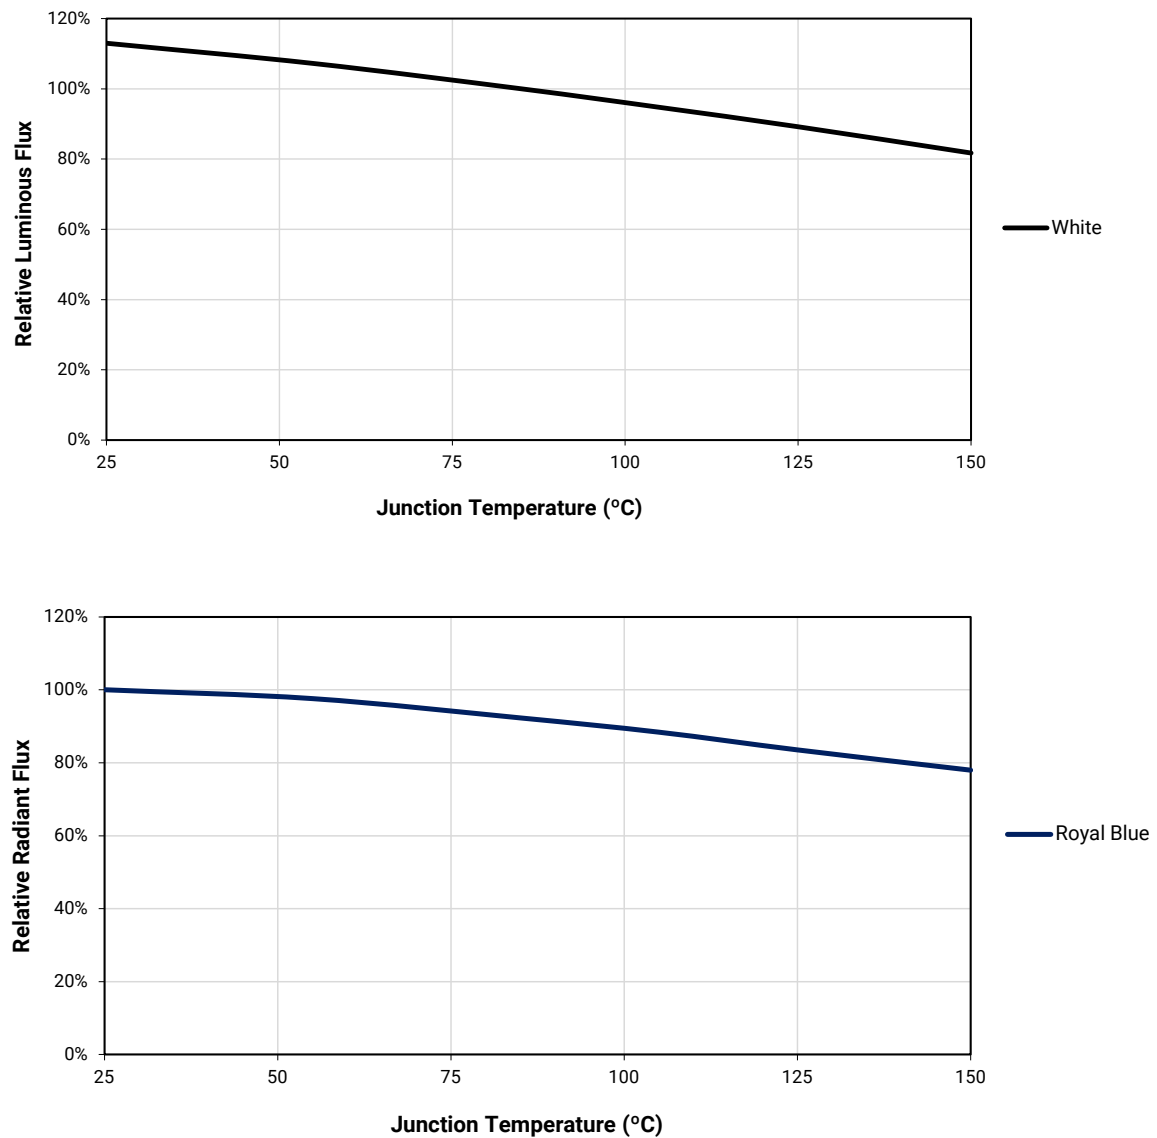 120%
100%
80%
60%
40%
20%
0%
Relative Luminous Flux
25 50 75 100 125 150
Junction Temperature (ºC)
White
120%
100%
80%
60%
40%
20%
0%
Relative Radiant Flux
25 50 75 100 125 150
Junction Temperature (ºC)
Royal Blue